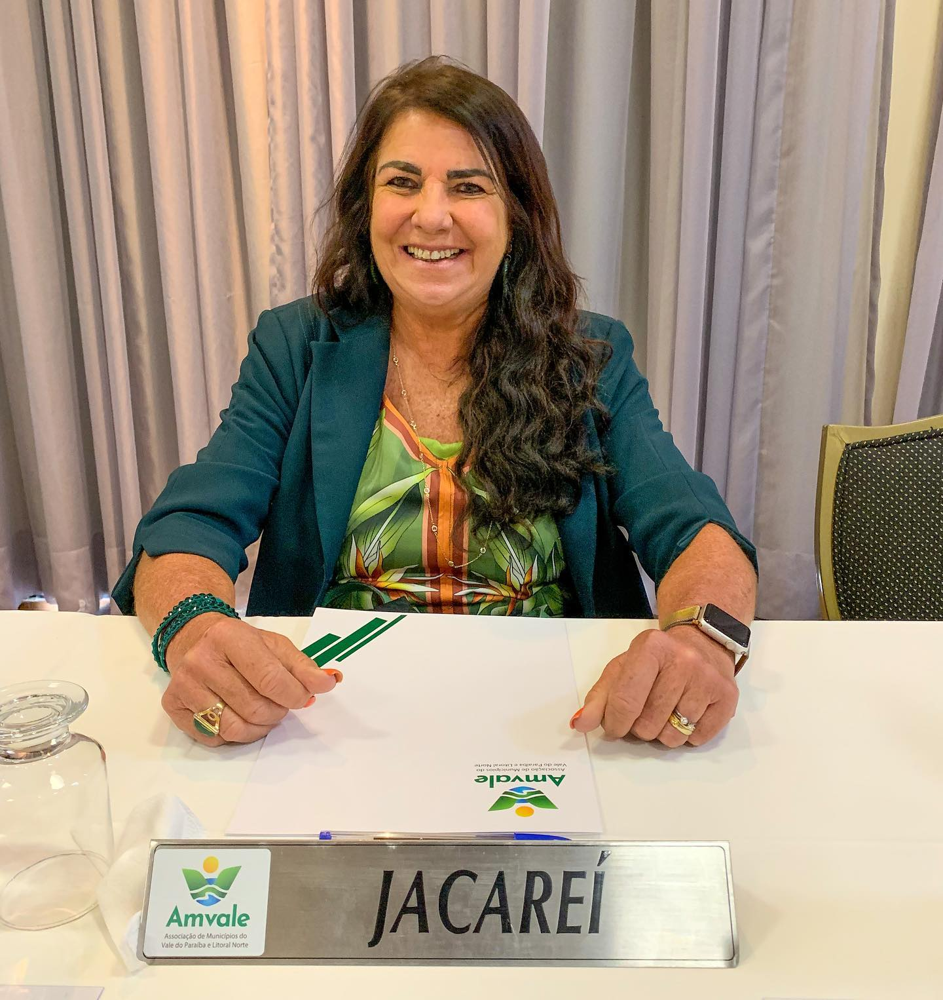 Amvale
Associação de Municípios do
Vale do Paraíba e Litoral Norte
Amvale
Associação de Municípios do
Vale do Paraíba e Litoral Norte
JACAREÍ